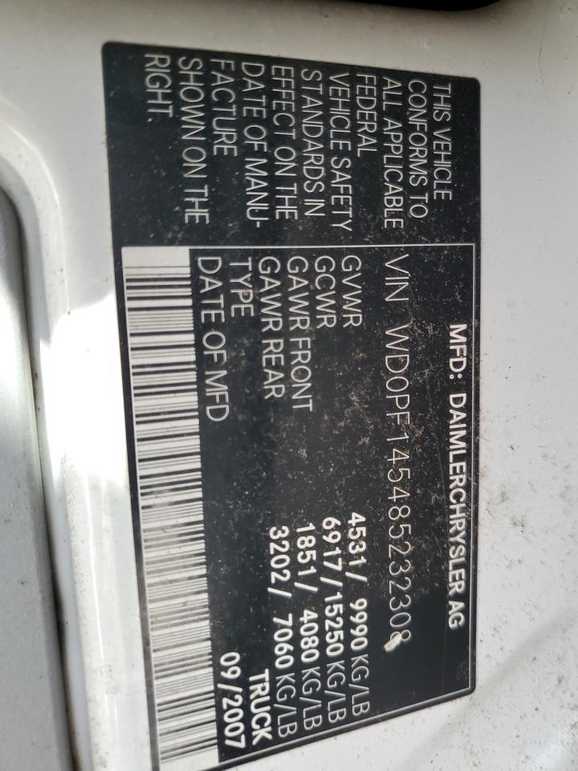 THIS VEHICLE
CONFORMS TO
ALL APPLICABLE
FEDERAL
VEHICLE SAFETY
STANDARDS IN
EFFECT ON THE
DATE OF MANU-
FACTURE
SHOWN ON THE
RIGHT.
MFD: DAIMLERCHRYSLER AG
VIN WD0PF145485232308
GVWR 4531/ 9990 KG/LB
GCWR 6917/15250 KG/LB
GAWR FRONT 1851/ 4080 KG/LB
GAWR REAR 3202/ 7060 KG/LB
TYPE TRUCK
DATE OF MFD 09/2007